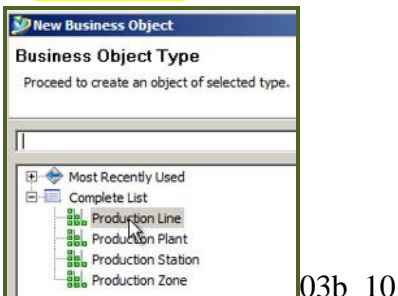 New Business Object
Business Object Type
Proceed to create an object of selected type.
Most Recently Used
Complete List
Production Line
Production Plant
Production Station
Production Zone
03b_10